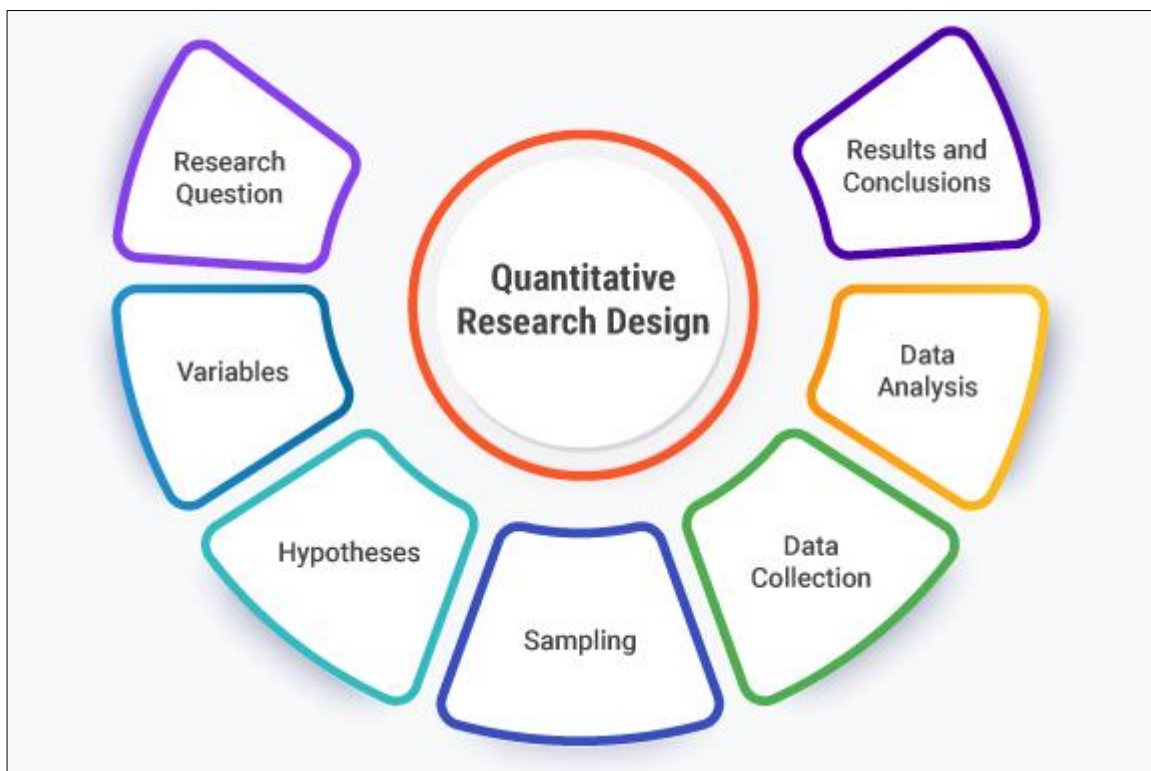 Quantitative
Research Design
Research
Question
Variables
Hypotheses
Sampling
Data
Collection
Data
Analysis
Results and
Conclusions